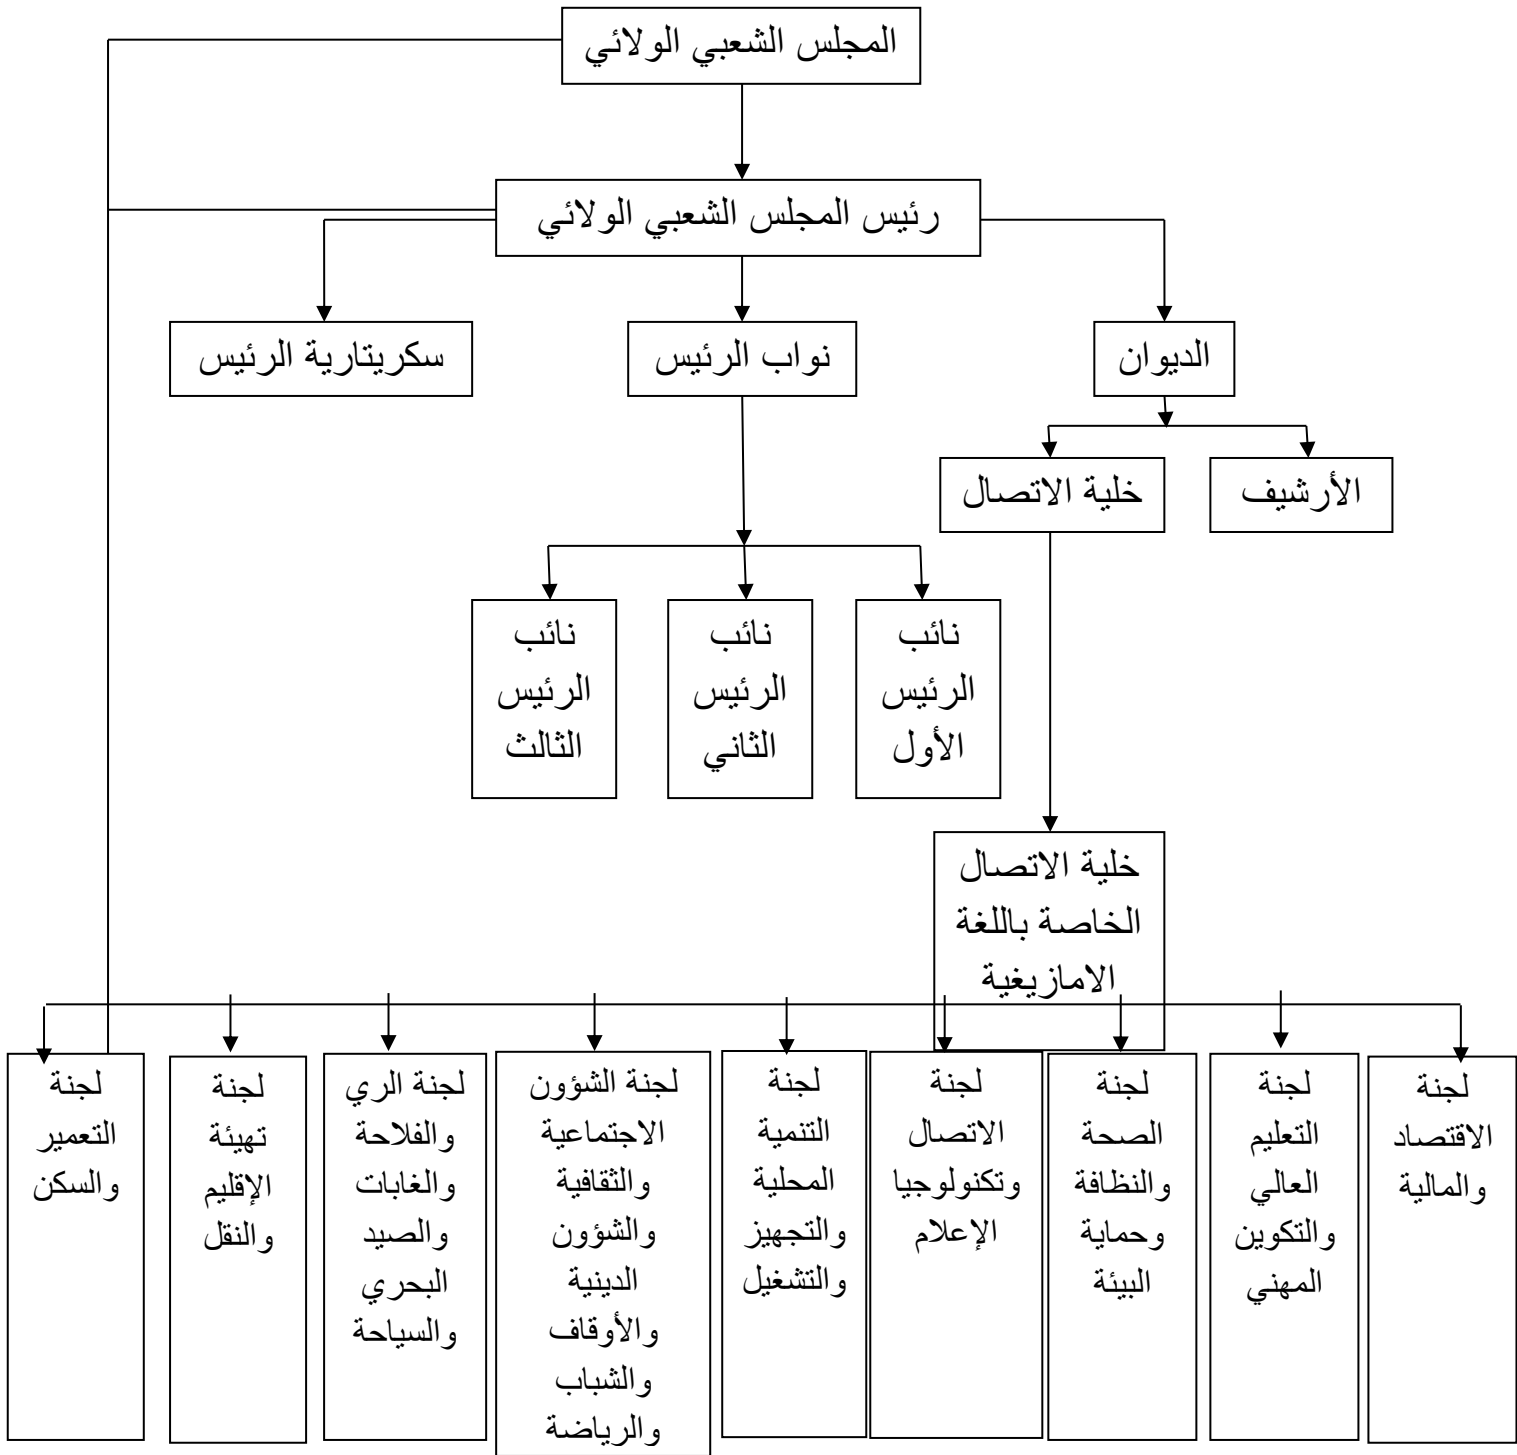 المجلس الشعبي الولائي
رئيس المجلس الشعبي الولائي
الديوان
نواب الرئيس
سكريتارية الرئيس
الأرشيف
خلية الاتصال
نائب
الرئيس
الأول
نائب
الرئيس
الثاني
نائب
الرئيس
الثالث
خلية الاتصال
الخاصة باللغة
الامازيغية
لجنة
الاقتصاد
والمالية
لجنة
التعليم
العالي
والتكوين
المهني
لجنة
الصحة
والنظافة
وحماية
البيئة
لجنة
الاتصال
وتكنولوجيا
الإعلام
لجنة
التنمية
المحلية
والتجهيز
والتشغيل
لجنة الشؤون
الاجتماعية
والثقافية
والشؤون
الدينية
والأوقاف
والشباب
والرياضة
لجنة الري
والفلاحة
والغابات
والصيد
البحري
والسياحة
لجنة
تهيئة
الإقليم
والنقل
لجنة
التعمير
والسكن